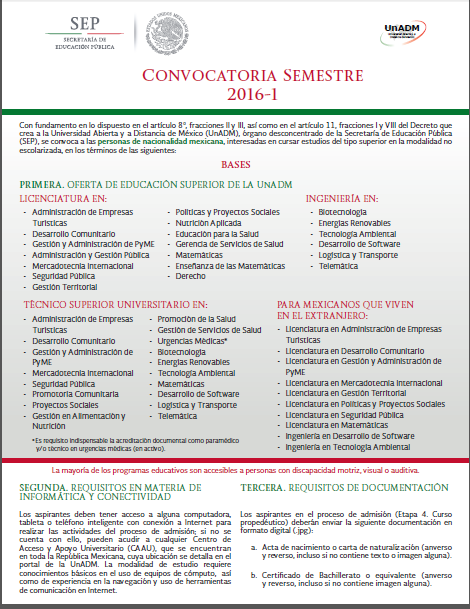 SEP
SECRETARÍA DE
EDUCACIÓN PÚBLICA
ESTADOS UNIDOS MEXICANOS
UnADM
CONVOCATORIA SEMESTRE
2016-1
Con fundamento en lo dispuesto en el artículo 8º, fracciones II y III, así como en el artículo 11, fracciones I y VIII del Decreto que
crea a la Universidad Abierta y a Distancia de México (UnADM), órgano desconcentrado de la Secretaría de Educación Pública
(SEP), se convoca a las personas de nacionalidad mexicana, interesadas en cursar estudios del tipo superior en la modalidad no
escolarizada, en los términos de las siguientes:
BASES
PRIMERA. OFERTA DE EDUCACIÓN SUPERIOR DE LA UNADM
LICENCIATURA EN:
- Administración de Empresas
Turísticas
- Desarrollo Comunitario
- Gestión y Administración de PyME
- Administración y Gestión Pública
- Mercadotecnia Internacional
- Seguridad Pública
- Gestión Territorial
- Políticas y Proyectos Sociales
- Nutrición Aplicada
- Educación para la Salud
- Gerencia de Servicios de Salud
- Matemáticas
- Enseñanza de las Matemáticas
- Derecho
INGENIERÍA EN:
- Biotecnología
- Energías Renovables
- Tecnología Ambiental
- Desarrollo de Software
- Logística y Transporte
- Telemática
TÉCNICO SUPERIOR UNIVERSITARIO EN:
- Administración de Empresas
Turísticas
- Desarrollo Comunitario
- Gestión y Administración de
PyME
- Mercadotecnia Internacional
- Seguridad Pública
- Promotoría Comunitaria
- Proyectos Sociales
- Gestión en Alimentación y
Nutrición
- Promoción de la Salud
- Gestión de Servicios de Salud
- Urgencias Médicas*
- Biotecnología
- Energías Renovables
- Tecnología Ambiental
- Matemáticas
- Desarrollo de Software
- Logística y Transporte
- Telemática
*Es requisito indispensable la acreditación documental como paramédico
y/o técnico en urgencias médicas (en activo).
PARA MEXICANOS QUE VIVEN
EN EL EXTRANJERO:
- Licenciatura en Administración de Empresas
Turísticas
- Licenciatura en Desarrollo Comunitario
- Licenciatura en Gestión y Administración de
PyME
- Licenciatura en Mercadotecnia Internacional
- Licenciatura en Gestión Territorial
- Licenciatura en Políticas y Proyectos Sociales
- Licenciatura en Seguridad Pública
- Licenciatura en Matemáticas
- Ingeniería en Desarrollo de Software
- Ingeniería en Tecnología Ambiental
La mayoría de los programas educativos son accesibles a personas con discapacidad motriz, visual o auditiva.
SEGUNDA. REQUISITOS EN MATERIA DE
INFORMÁTICA Y CONECTIVIDAD
Los aspirantes deben tener acceso a alguna computadora,
tableta o teléfono inteligente con conexión a Internet para
realizar las actividades del proceso de admisión; si no se
cuenta con ello, pueden acudir a cualquier Centro de
Acceso y Apoyo Universitario (CAAU), que se encuentran
en toda la República Mexicana, cuya ubicación se detalla en el
portal de la UnADM. La modalidad de estudio requiere
conocimientos básicos en el uso de equipos de cómputo, así
como de experiencia en la navegación y uso de herramientas
de comunicación en Internet.
TERCERA. REQUISITOS DE DOCUMENTACIÓN
Los aspirantes en el proceso de admisión (Etapa 4. Curso
propedéutico) deberán enviar la siguiente documentación en
formato digital (.jpg):
a. Acta de nacimiento o carta de naturalización (anverso
y reverso, incluso si no contiene texto o imagen alguna).
b. Certificado de Bachillerato o equivalente (anverso y
y reverso, incluso si no contiene imagen alguna).